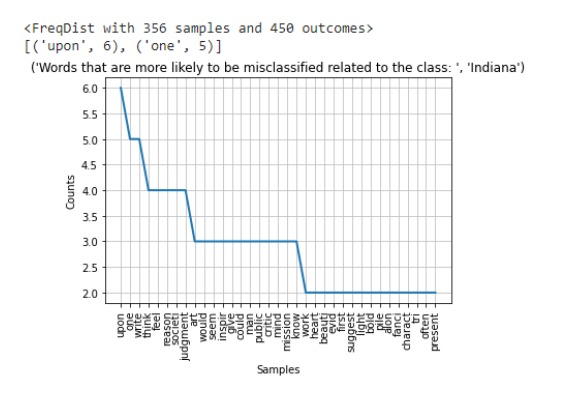 <FreqDist with 356 samples and 450 outcomes>
[('upon', 6), ('one', 5)]
('Words that are more likely to be misclassified related to the class: ', 'Indiana')
6.0
5.5
5.0
4.5
4.0
3.5
3.0
2.5
2.0
Counts
upon
one
write
think
feel
reason
societi
judgment
art
would
seem
inspir
give
could
man
public
critic
mind
mission
know
work
heart
beauti
evid
first
suggest
light
bold
pile
alon
fanci
charact
tri
often
present
Samples